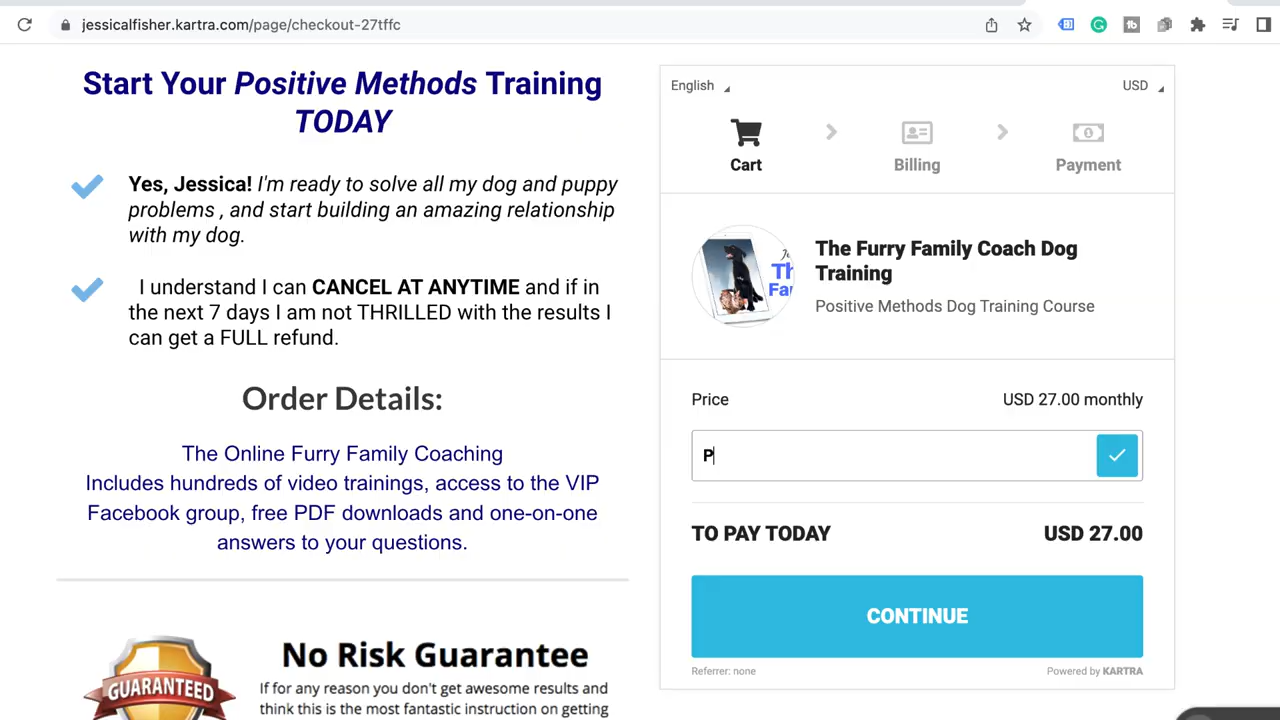 jessicalfisher.kartra.com/page/checkout-27tffc
Start Your Positive Methods Training
TODAY
Yes, Jessica! I'm ready to solve all my dog and puppy
problems , and start building an amazing relationship
with my dog.
I understand I can CANCEL AT ANYTIME and if in
the next 7 days I am not THRILLED with the results I
can get a FULL refund.
Order Details:
The Online Furry Family Coaching
Includes hundreds of video trainings, access to the VIP
Facebook group, free PDF downloads and one-on-one
answers to your questions.
GUARANTEED
No Risk Guarantee
If for any reason you don't get awesome results and
think this is the most fantastic instruction on getting
English
USD
Cart
Billing
Payment
The Furry Family Coach Dog
Training
Positive Methods Dog Training Course
Price
USD 27.00 monthly
P
TO PAY TODAY
USD 27.00
CONTINUE
Referrer: none
Powered by KARTRA